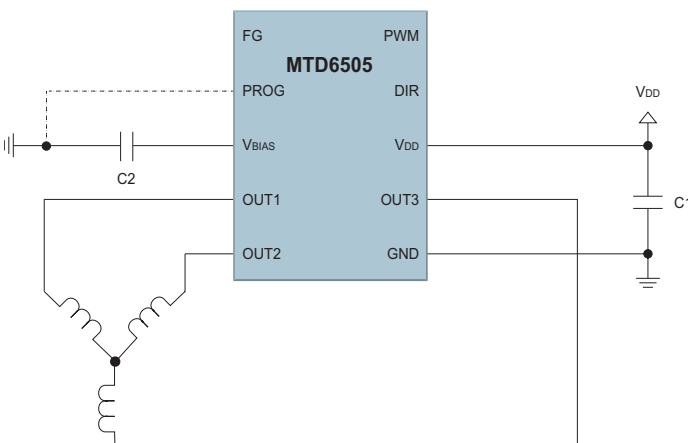 FG PWM
MTD6505
PROG DIR
VDD
VBIAS VDD
C2
OUT1 OUT3
C1
OUT2 GND